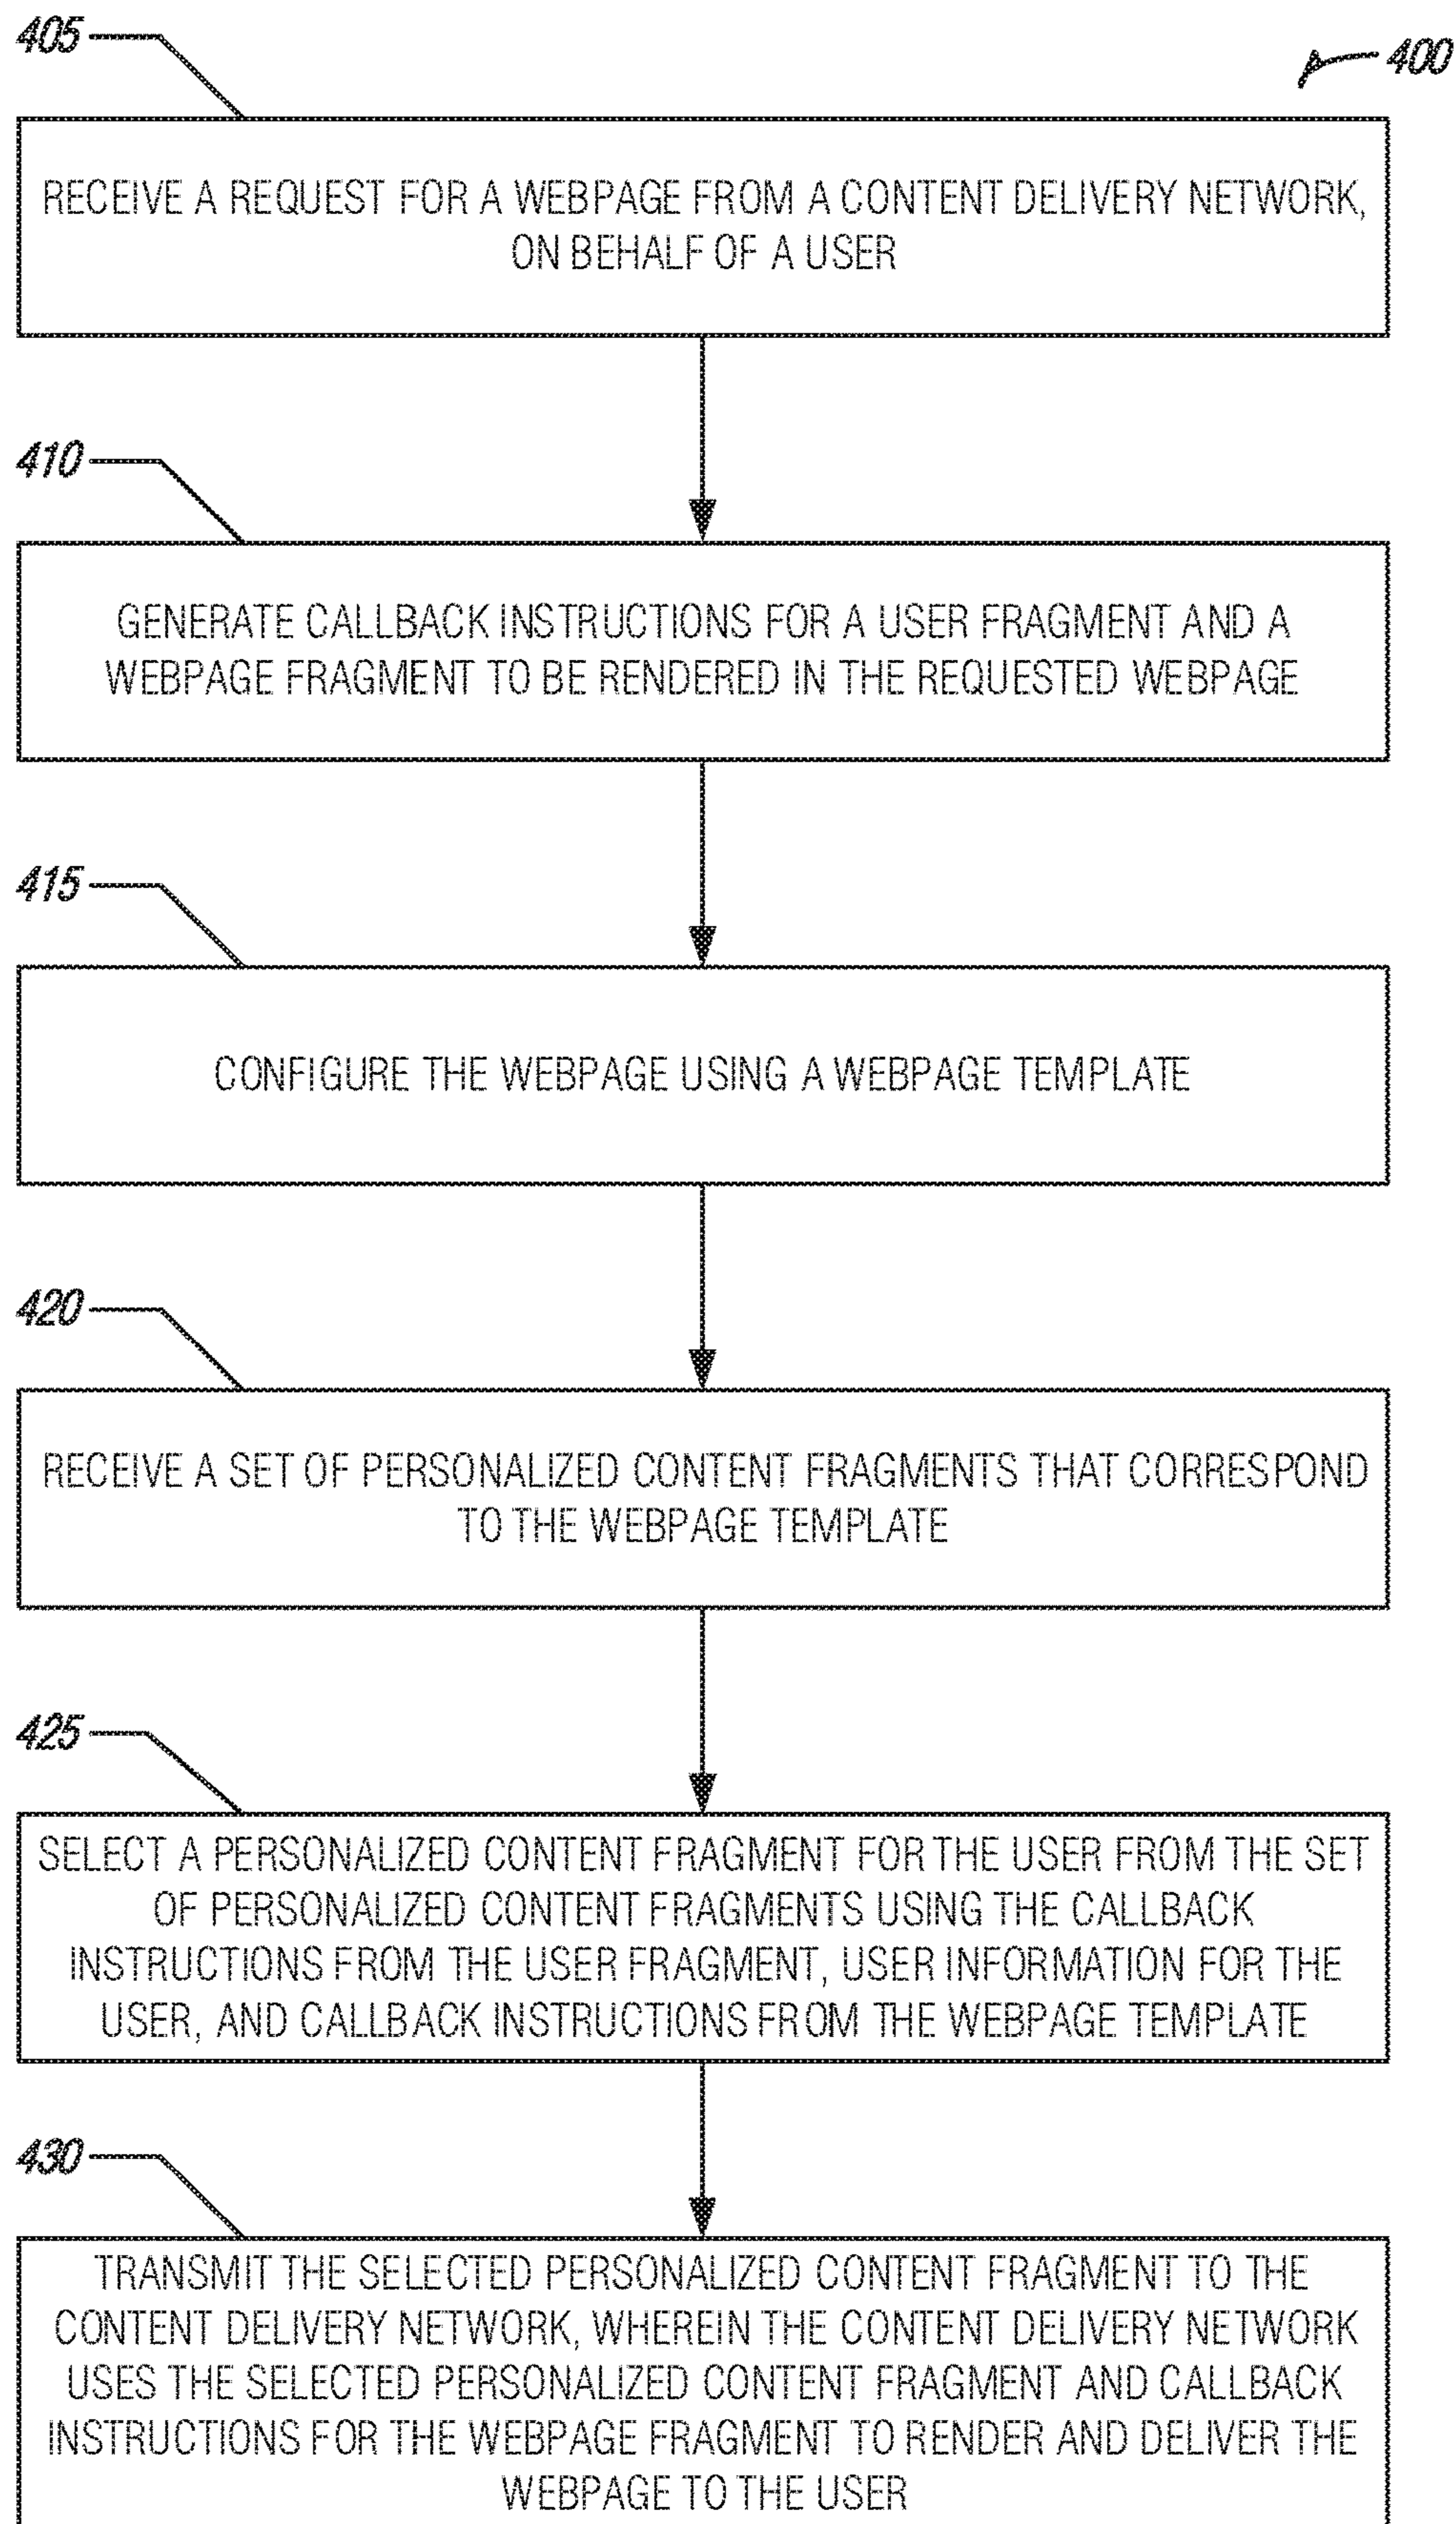 405
400
RECEIVE A REQUEST FOR A WEBPAGE FROM A CONTENT DELIVERY NETWORK,
ON BEHALF OF A USER
410
GENERATE CALLBACK INSTRUCTIONS FOR A USER FRAGMENT AND A
WEBPAGE FRAGMENT TO BE RENDERED IN THE REQUESTED WEBPAGE
415
CONFIGURE THE WEBPAGE USING A WEBPAGE TEMPLATE
420
RECEIVE A SET OF PERSONALIZED CONTENT FRAGMENTS THAT CORRESPOND
TO THE WEBPAGE TEMPLATE
425
SELECT A PERSONALIZED CONTENT FRAGMENT FOR THE USER FROM THE SET
OF PERSONALIZED CONTENT FRAGMENTS USING THE CALLBACK
INSTRUCTIONS FROM THE USER FRAGMENT, USER INFORMATION FOR THE
USER, AND CALLBACK INSTRUCTIONS FROM THE WEBPAGE TEMPLATE
430
TRANSMIT THE SELECTED PERSONALIZED CONTENT FRAGMENT TO THE
CONTENT DELIVERY NETWORK, WHEREIN THE CONTENT DELIVERY NETWORK
USES THE SELECTED PERSONALIZED CONTENT FRAGMENT AND CALLBACK
INSTRUCTIONS FOR THE WEBPAGE FRAGMENT TO RENDER AND DELIVER THE
WEBPAGE TO THE USER